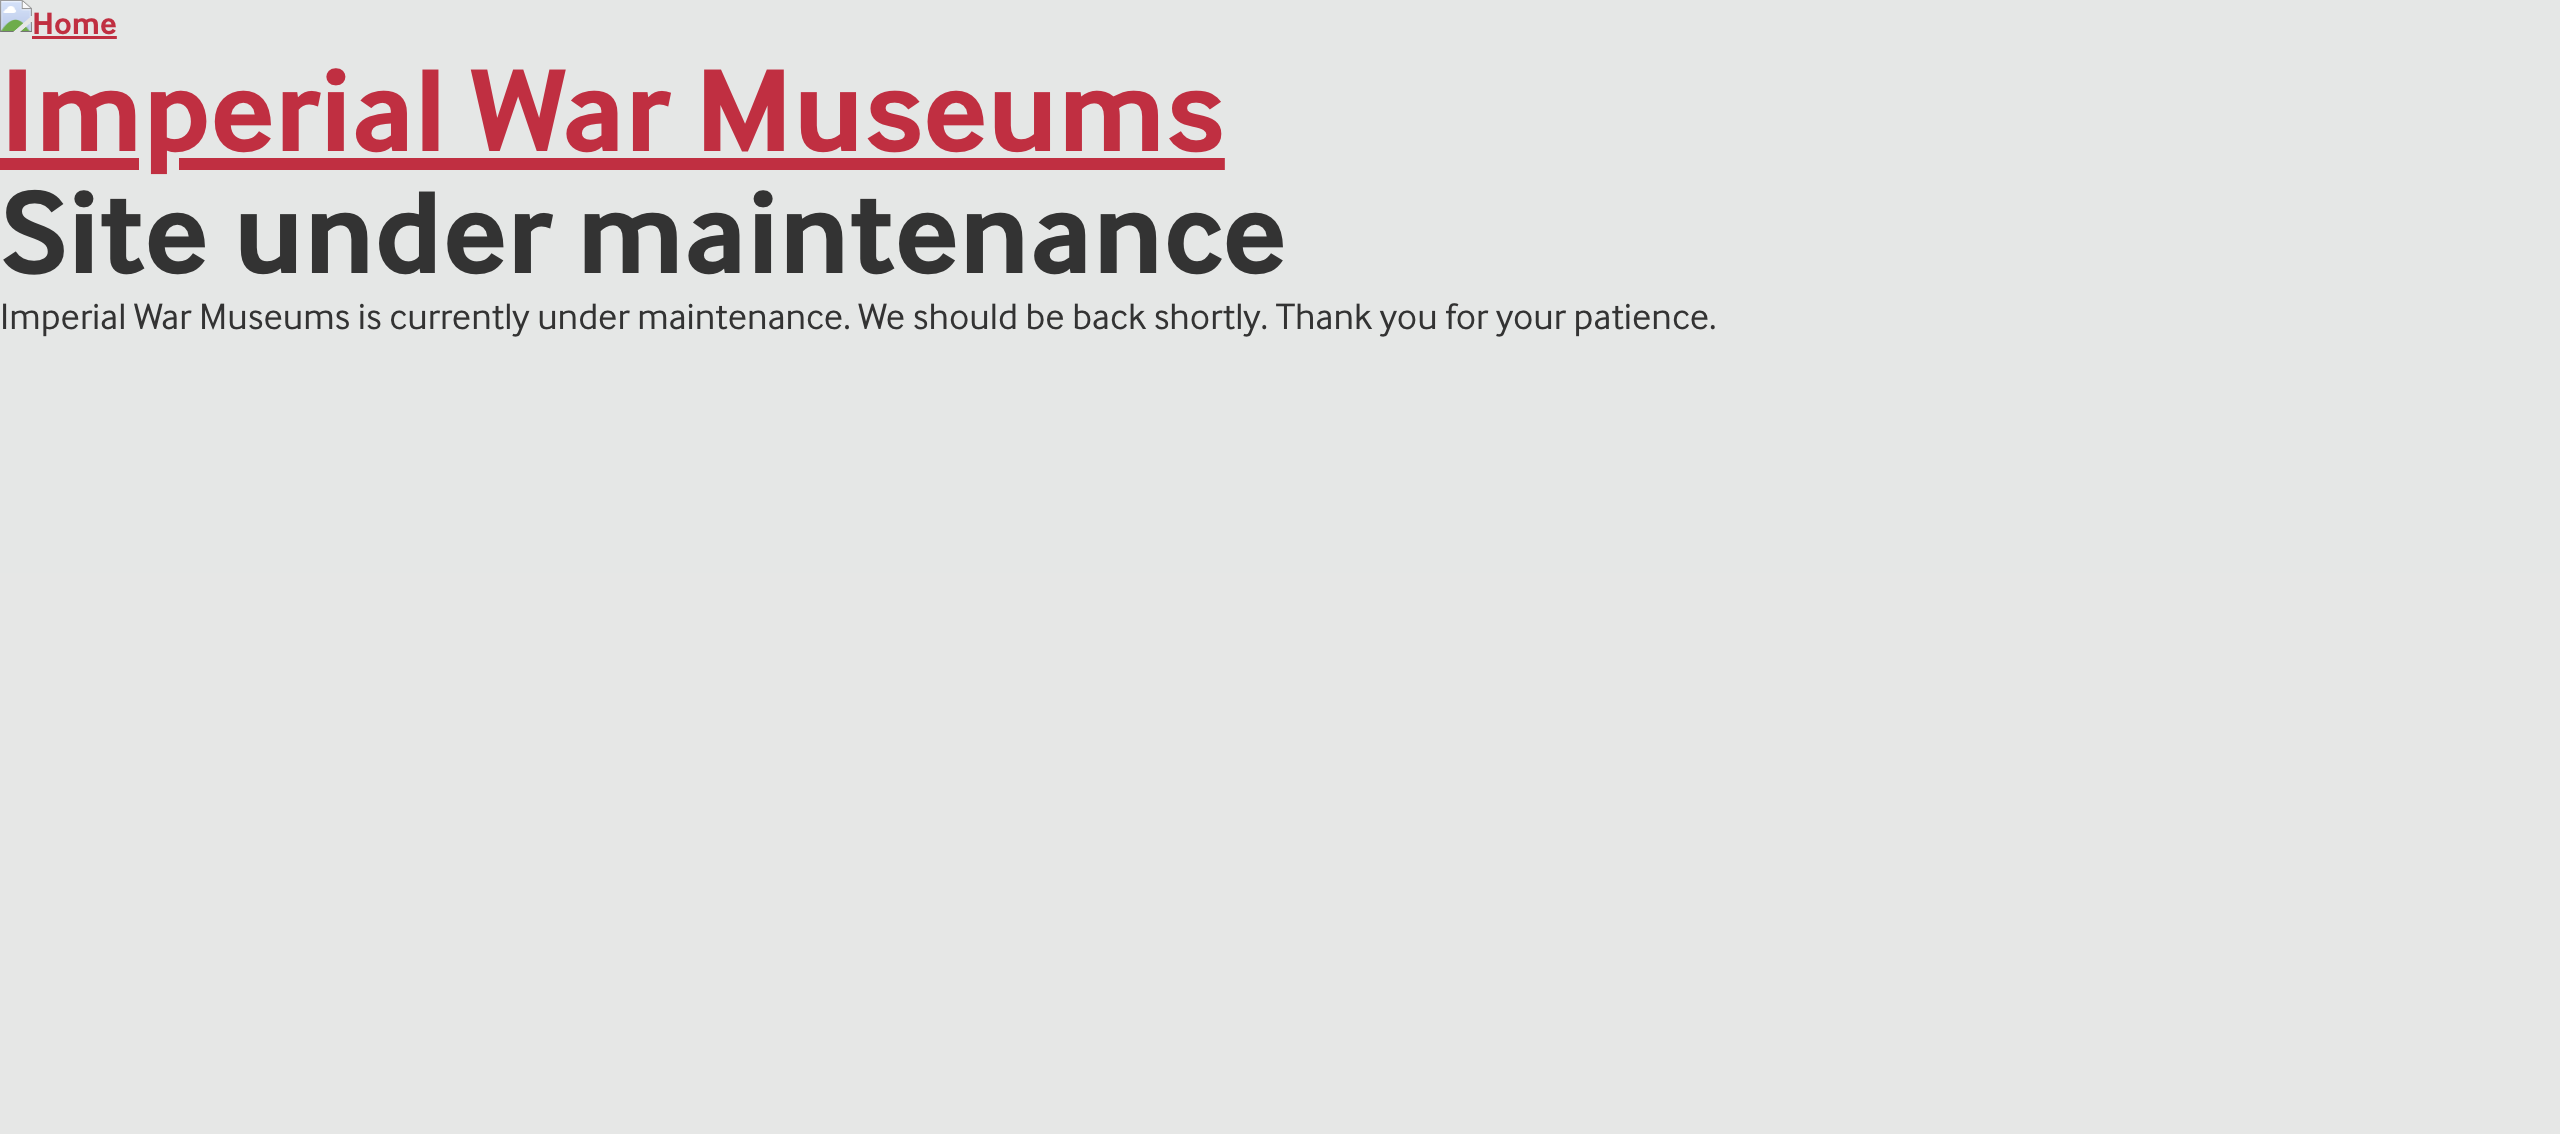 Home
Imperial War Museums
Site under maintenance
Imperial War Museums is currently under maintenance. We should be back shortly. Thank you for your patience.